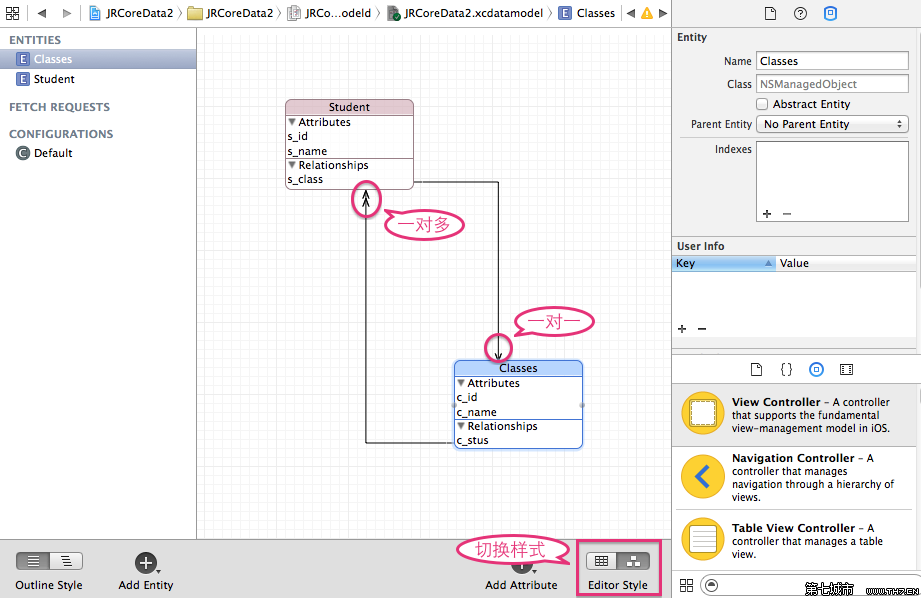 JRCoreData2
JRCoreData2
JRCo...odeld
JRCoreData2.xcdatamodel
E Classes
ENTITIES
E Classes
E Student
FETCH REQUESTS
CONFIGURATIONS
C Default
Student
Attributes
s_id
s_name
Relationships
s_class
一对多
一对一
Classes
Attributes
c_id
c_name
Relationships
c_stus
切换样式
Outline Style
Add Entity
Add Attribute
Editor Style
Entity
Name Classes
Class NSManagedObject
Abstract Entity
Parent Entity No Parent Entity
Indexes
User Info
Key Value
{}
View Controller – A controller
that supports the fundamental
view-management model in iOS.
Navigation Controller – A
controller that manages
navigation through a hierarchy of
views.
Table View Controller – A
controller that manages a table
view.
第七城市 WWW.TH7.CN